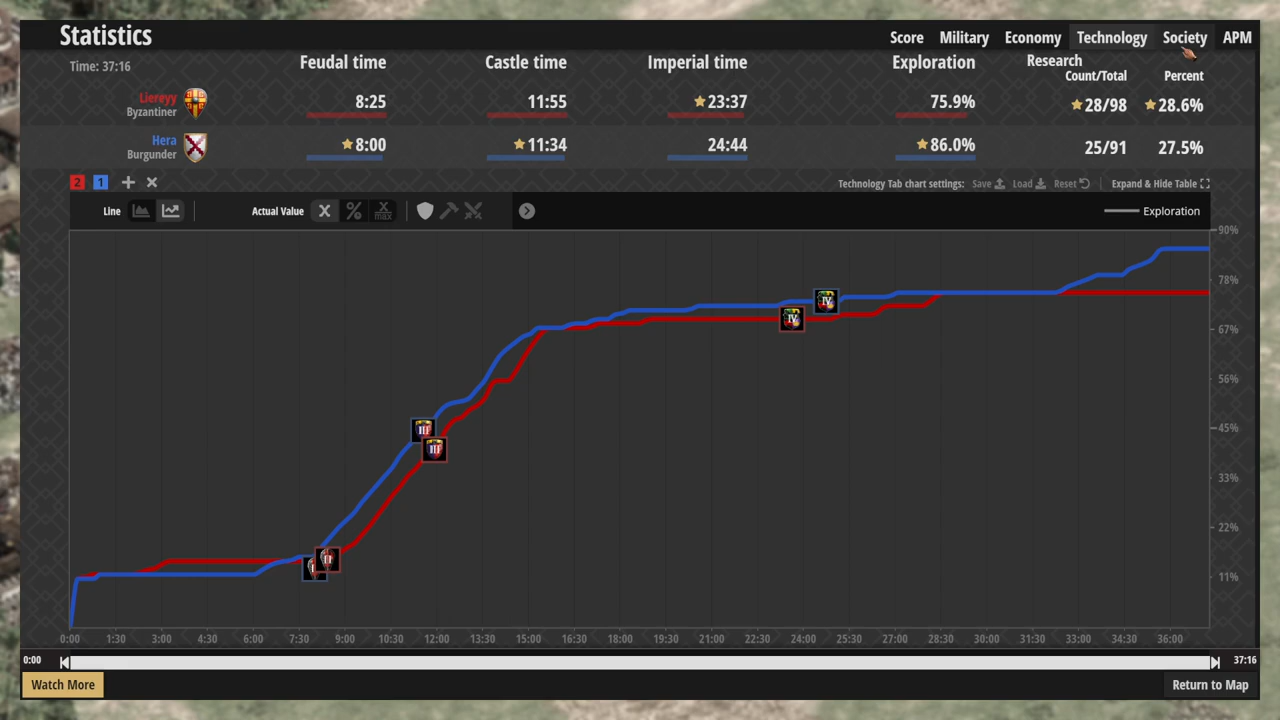 Statistics
Score Military Economy Technology Society APM
Time: 37:16
Feudal time Castle time Imperial time Exploration Research
Count/Total Percent
Liereyy
Byzantiner
8:25 11:55 23:37 75.9% 28/98 28.6%
Hera
Burgunder
8:00 11:34 24:44 86.0% 25/91 27.5%
2 1
Technology Tab chart settings: Save Load Reset Expand & Hide Table
Line Actual Value X % X max
Exploration
90%
78%
67%
56%
45%
33%
22%
11%
IV
IV
III
III
II
0:00 1:30 3:00 4:30 6:00 7:30 9:00 10:30 12:00 13:30 15:00 16:30 18:00 19:30 21:00 22:30 24:00 25:30 27:00 28:30 30:00 31:30 33:00 34:30 36:00
0:00 37:16
Watch More Return to Map